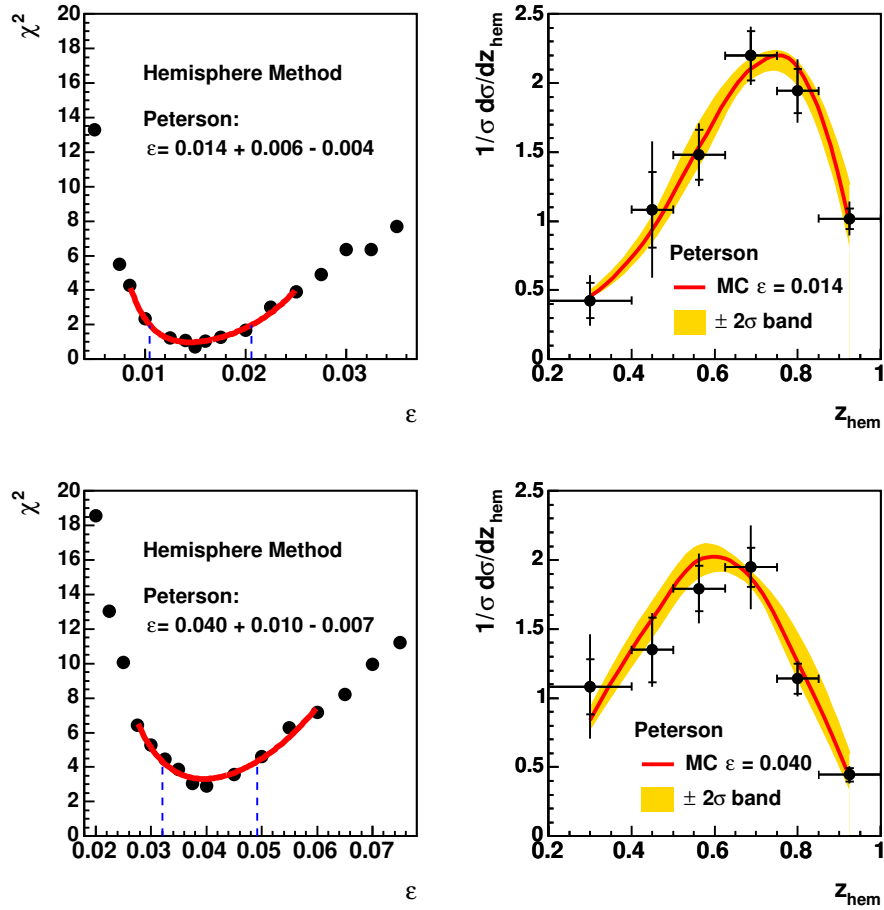 χ²
20
18
16
14
12
10
8
6
4
2
0
Hemisphere Method
Peterson:
ε= 0.014 + 0.006 - 0.004
0.01
0.02
0.03
ε
1/σ dσ/dz_hem
2.5
2
1.5
1
0.5
0
Peterson
MC ε = 0.014
± 2σ band
0.2
0.4
0.6
0.8
1
z_hem
χ²
20
18
16
14
12
10
8
6
4
2
0
Hemisphere Method
Peterson:
ε= 0.040 + 0.010 - 0.007
0.02
0.03
0.04
0.05
0.06
0.07
ε
1/σ dσ/dz_hem
2.5
2
1.5
1
0.5
0
Peterson
MC ε = 0.040
± 2σ band
0.2
0.4
0.6
0.8
1
z_hem